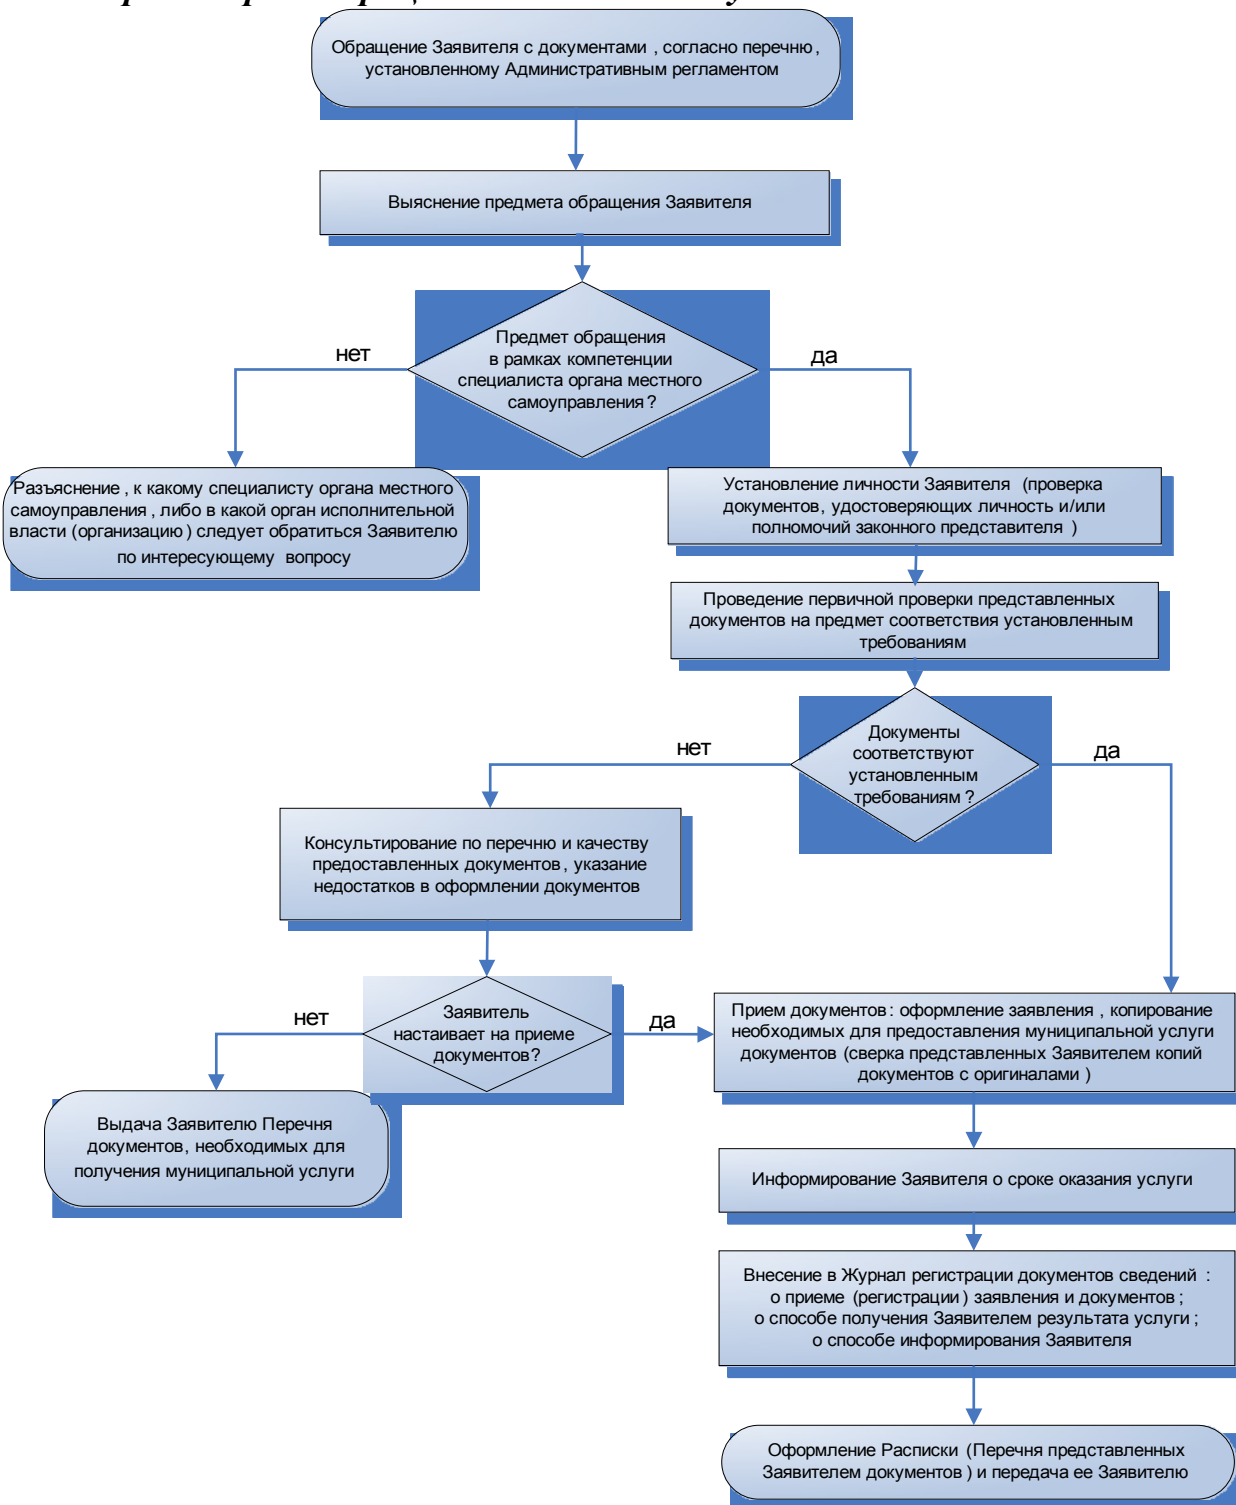 Обращение Заявителя с документами , согласно перечню ,
установленному Административным регламентом
Выяснение предмета обращения Заявителя
Предмет обращения
в рамках компетенции
специалиста органа местного
самоуправления ?
нет
да
Разъяснение , к какому специалисту органа местного
самоуправления , либо в какой орган исполнительной
власти (организацию ) следует обратиться Заявителю
по интересующему вопросу
Установление личности Заявителя (проверка
документов, удостоверяющих личность и/или
полномочий законного представителя )
Проведение первичной проверки представленных
документов на предмет соответствия установленным
требованиям
Документы
соответствуют
установленным
требованиям ?
нет
да
Консультирование по перечню и качеству
предоставленных документов , указание
недостатков в оформлении документов
Заявитель
настаивает на приеме
документов?
нет
да
Выдача Заявителю Перечня
документов, необходимых для
получения муниципальной услуги
Прием документов : оформление заявления , копирование
необходимых для предоставления муниципальной услуги
документов (сверка представленных Заявителем копий
документов с оригиналами )
Информирование Заявителя о сроке оказания услуги
Внесение в Журнал регистрации документов сведений :
о приеме (регистрации ) заявления и документов ;
о способе получения Заявителем результата услуги ;
о способе информирования Заявителя
Оформление Расписки (Перечня представленных
Заявителем документов ) и передача ее Заявителю